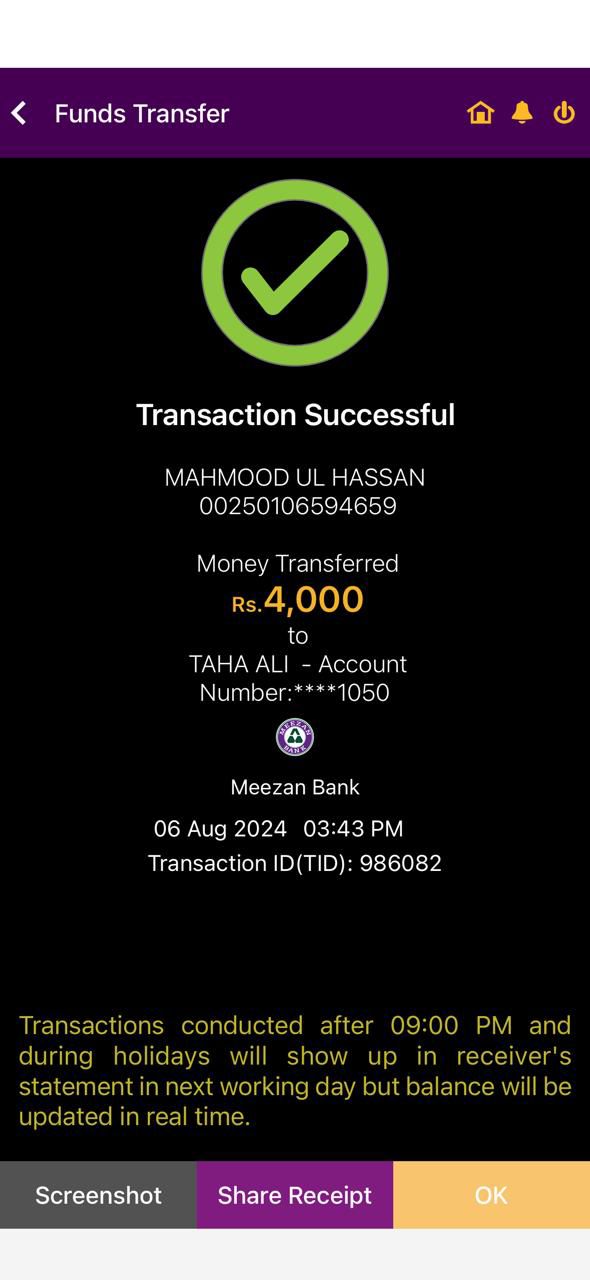 Funds Transfer
Transaction Successful
MAHMOOD UL HASSAN
00250106594659
Money Transferred
Rs.4,000
to
TAHA ALI - Account
Number:****1050
MEEZAN
BANK
Meezan Bank
06 Aug 2024 03:43 PM
Transaction ID(TID): 986082
Transactions conducted after 09:00 PM and
during holidays will show up in receiver's
statement in next working day but balance will be
updated in real time.
Screenshot
Share Receipt
OK